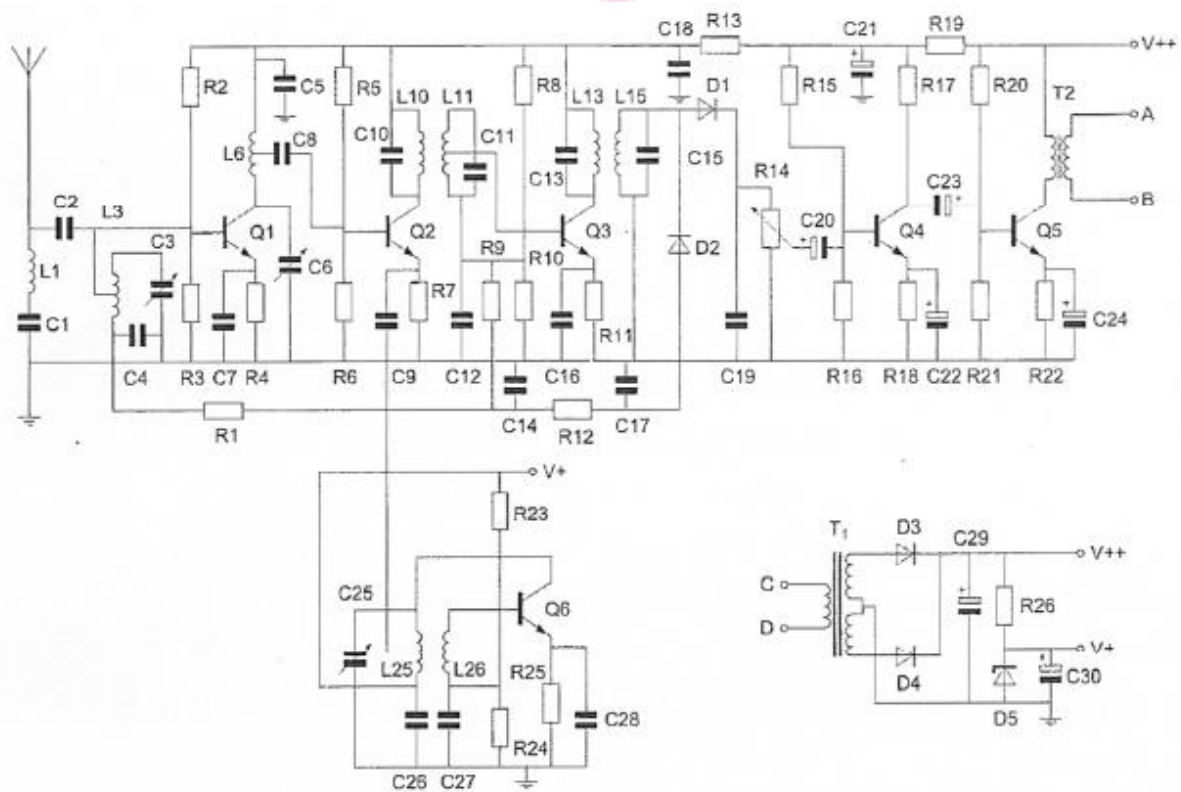 C18
R13
C21
R19
V++
R2
C5
R5
L10
L11
R8
L13
L15
D1
R15
R17
R20
T2
A
C8
C10
C11
C2
L3
L6
C13
C15
R14
C23
B
C3
Q1
Q2
Q3
D2
C20
Q4
Q5
L1
C6
R9
R10
R7
C1
R11
C24
C4
R3
C7
R4
R6
C9
C12
C16
C19
R16
R18
C22
R21
R22
C14
C17
R1
R12
V+
R23
T1
D3
C29
V++
C25
Q6
C
R26
D
L25
L26
R25
V+
D4
C30
C28
D5
R24
C26
C27